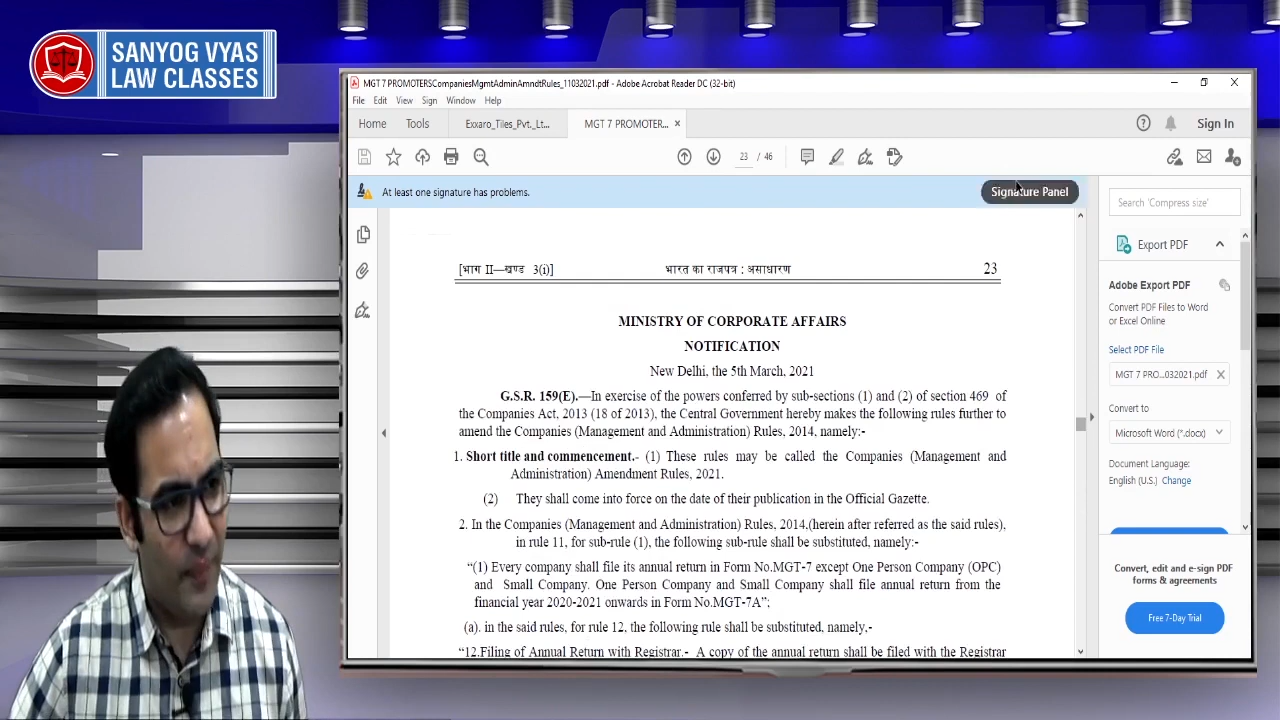 SANYOG VYAS
LAW CLASSES
MGT 7 PROMOTERSCompaniesMgmtAdminAmndtRules_11032021.pdf - Adobe Acrobat Reader DC (32-bit)
File Edit View Sign Window Help
Home Tools Exxaro_Tiles_Pvt._Lt... MGT 7 PROMOTER... × Sign In
23 / 46
At least one signature has problems.
Signature Panel
Search 'Compress size'
Export PDF
Adobe Export PDF
Convert PDF Files to Word
or Excel Online
Select PDF File
MGT 7 PRO...032021.pdf
Convert to
Microsoft Word (*.docx)
Document Language:
English (U.S.) Change
Convert, edit and e-sign PDF
forms & agreements
Free 7-Day Trial
[भाग II—खण्ड 3(i)] भारत का राजपत्र : असाधारण 23
MINISTRY OF CORPORATE AFFAIRS
NOTIFICATION
New Delhi, the 5th March, 2021
G.S.R. 159(E).—In exercise of the powers conferred by sub-sections (1) and (2) of section 469 of
the Companies Act, 2013 (18 of 2013), the Central Government hereby makes the following rules further to
amend the Companies (Management and Administration) Rules, 2014, namely:-
1. Short title and commencement.- (1) These rules may be called the Companies (Management and
Administration) Amendment Rules, 2021.
(2) They shall come into force on the date of their publication in the Official Gazette.
2. In the Companies (Management and Administration) Rules, 2014,(herein after referred as the said rules),
in rule 11, for sub-rule (1), the following sub-rule shall be substituted, namely:-
“(1) Every company shall file its annual return in Form No.MGT-7 except One Person Company (OPC)
and Small Company. One Person Company and Small Company shall file annual return from the
financial year 2020-2021 onwards in Form No.MGT-7A”;
(a). in the said rules, for rule 12, the following rule shall be substituted, namely,-
“12.Filing of Annual Return with Registrar.- A copy of the annual return shall be filed with the Registrar